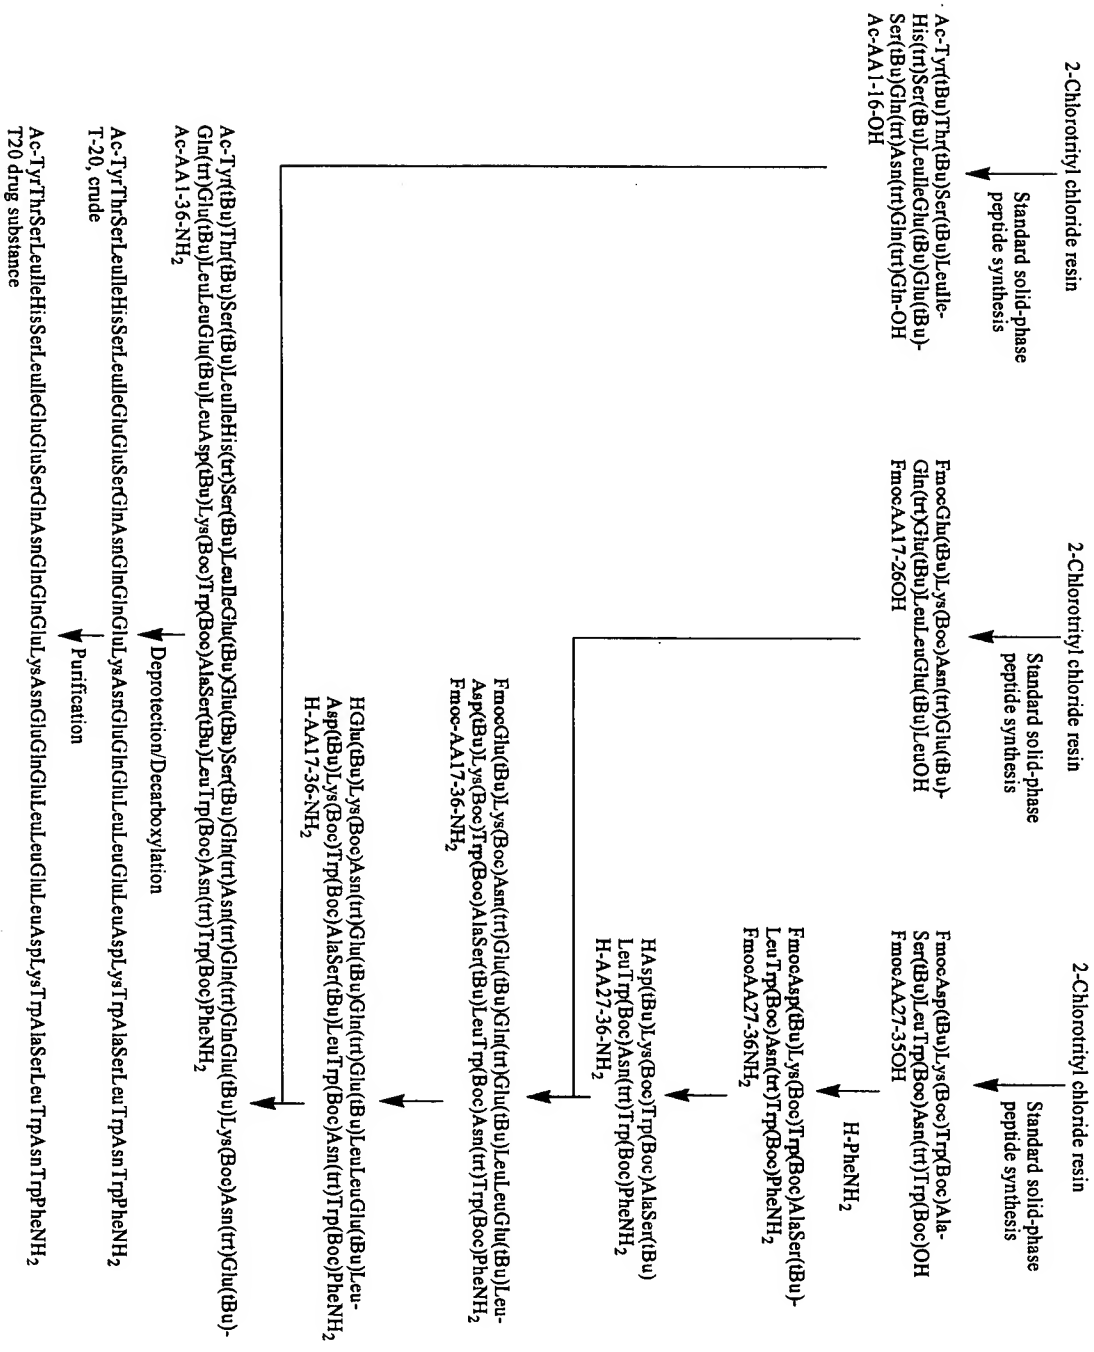 2-Chlorotrityl chloride resin
Standard solid-phase
peptide synthesis
Ac-Tyr(tBu)Thr(tBu)Ser(tBu)LeuIle-
His(trt)Ser(tBu)LeuIleGlu(tBu)Glu(tBu)-
Ser(tBu)Gln(trt)Asn(trt)Gln(trt)Gln-OH
Ac-AA1-16-OH
2-Chlorotrityl chloride resin
Standard solid-phase
peptide synthesis
FmocGlu(tBu)Lys(Boc)Asn(trt)Glu(tBu)-
Gln(trt)Glu(tBu)LeuLeuGlu(tBu)LeuOH
FmocAA17-26OH
2-Chlorotrityl chloride resin
Standard solid-phase
peptide synthesis
FmocAsp(tBu)Lys(Boc)Trp(Boc)Ala-
Ser(tBu)LeuTrp(Boc)Asn(trt)Trp(Boc)OH
FmocAA27-35OH
H-PheNH₂
FmocAsp(tBu)Lys(Boc)Trp(Boc)AlaSer(tBu)-
LeuTrp(Boc)Asn(trt)Trp(Boc)PheNH₂
FmocAA27-36NH₂
HAsp(tBu)Lys(Boc)Trp(Boc)AlaSer(tBu)
LeuTrp(Boc)Asn(trt)Trp(Boc)PheNH₂
H-AA27-36-NH₂
FmocGlu(tBu)Lys(Boc)Asn(trt)Glu(tBu)Gln(trt)Glu(tBu)LeuLeuGlu(tBu)Leu-
Asp(tBu)Lys(Boc)Trp(Boc)AlaSer(tBu)LeuTrp(Boc)Asn(trt)Trp(Boc)PheNH₂
Fmoc-AA17-36-NH₂
HGlu(tBu)Lys(Boc)Asn(trt)Glu(tBu)Gln(trt)Glu(tBu)LeuLeuGlu(tBu)Leu-
Asp(tBu)Lys(Boc)Trp(Boc)AlaSer(tBu)LeuTrp(Boc)Asn(trt)Trp(Boc)PheNH₂
H-AA17-36-NH₂
Ac-Tyr(tBu)Thr(tBu)Ser(tBu)LeuIleHis(trt)Ser(tBu)LeuIleGlu(tBu)Glu(tBu)Ser(tBu)Gln(trt)Asn(trt)Gln(trt)GlnGlu(tBu)Lys(Boc)Asn(trt)Glu(tBu)-
Gln(trt)Glu(tBu)LeuLeuGlu(tBu)LeuAsp(tBu)Lys(Boc)Trp(Boc)AlaSer(tBu)LeuTrp(Boc)Asn(trt)Trp(Boc)PheNH₂
Ac-AA1-36-NH₂
Deprotection/Decarboxylation
Ac-TyrThrSerLeuIleHisSerLeuIleGluGluSerGlnAsnGlnGlnGluLysAsnGluGlnGluLeuLeuGluLeuAspLysTrpAlaSerLeuTrpAsnTrpPheNH₂
T-20, crude
Purification
Ac-TyrThrSerLeuIleHisSerLeuIleGluGluSerGlnAsnGlnGlnGluLysAsnGluGlnGluLeuLeuGluLeuAspLysTrpAlaSerLeuTrpAsnTrpPheNH₂
T20 drug substance